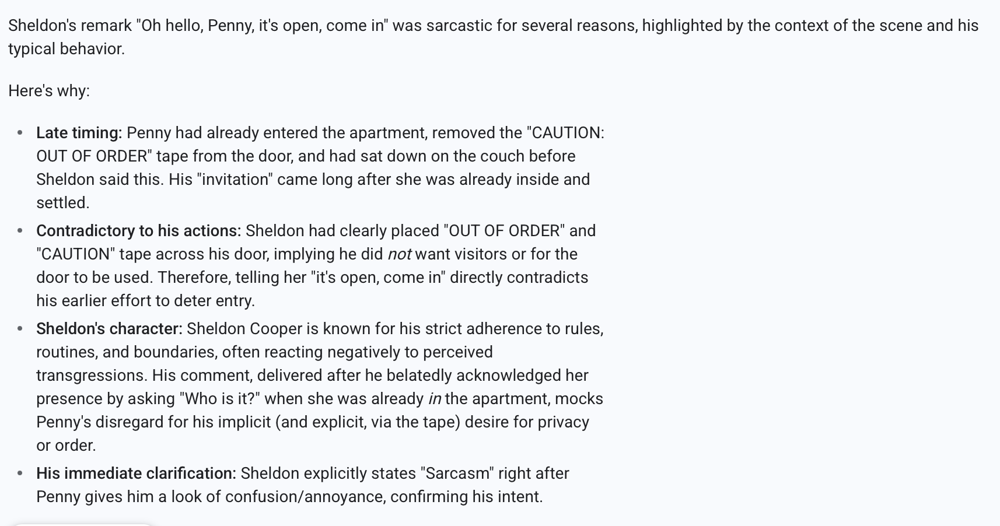 Sheldon's remark "Oh hello, Penny, it's open, come in" was sarcastic for several reasons, highlighted by the context of the scene and his
typical behavior.
Here's why:
• Late timing: Penny had already entered the apartment, removed the "CAUTION:
OUT OF ORDER" tape from the door, and had sat down on the couch before
Sheldon said this. His "invitation" came long after she was already inside and
settled.
• Contradictory to his actions: Sheldon had clearly placed "OUT OF ORDER" and
"CAUTION" tape across his door, implying he did not want visitors or for the
door to be used. Therefore, telling her "it's open, come in" directly contradicts
his earlier effort to deter entry.
• Sheldon's character: Sheldon Cooper is known for his strict adherence to rules,
routines, and boundaries, often reacting negatively to perceived
transgressions. His comment, delivered after he belatedly acknowledged her
presence by asking "Who is it?" when she was already in the apartment, mocks
Penny's disregard for his implicit (and explicit, via the tape) desire for privacy
or order.
• His immediate clarification: Sheldon explicitly states "Sarcasm" right after
Penny gives him a look of confusion/annoyance, confirming his intent.